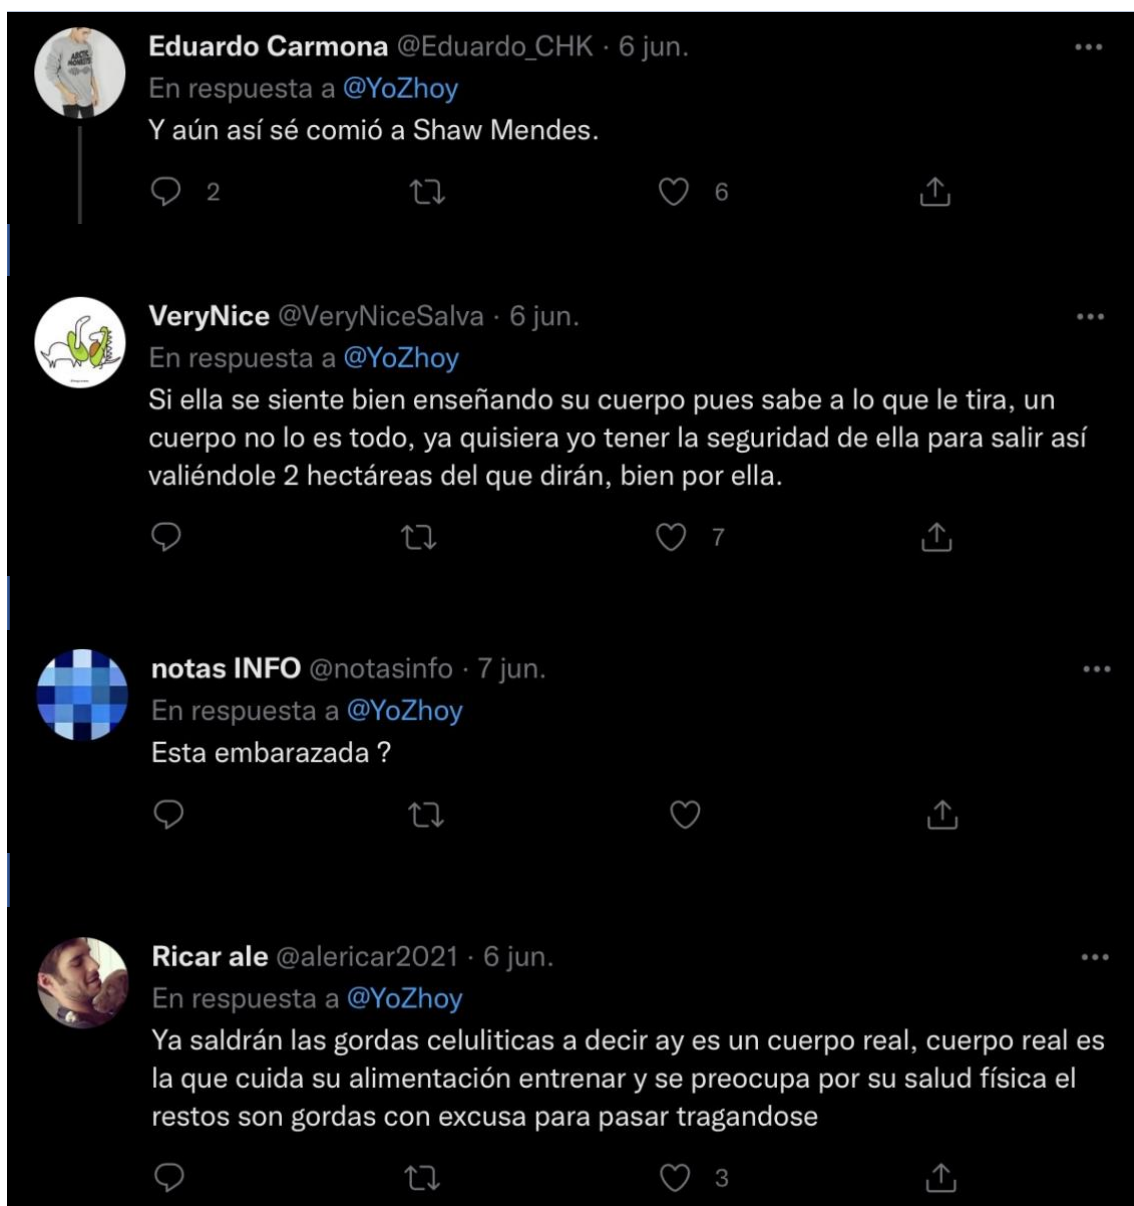 Eduardo Carmona @Eduardo_CHK · 6 jun.
En respuesta a @YoZhoy
Y aún así sé comió a Shaw Mendes.
2 6
VeryNice @VeryNiceSalva · 6 jun.
En respuesta a @YoZhoy
Si ella se siente bien enseñando su cuerpo pues sabe a lo que le tira, un
cuerpo no lo es todo, ya quisiera yo tener la seguridad de ella para salir así
valiéndole 2 hectáreas del que dirán, bien por ella.
7
notas INFO @notasinfo · 7 jun.
En respuesta a @YoZhoy
Esta embarazada ?
Ricar ale @alericar2021 · 6 jun.
En respuesta a @YoZhoy
Ya saldrán las gordas celuliticas a decir ay es un cuerpo real, cuerpo real es
la que cuida su alimentación entrenar y se preocupa por su salud física el
restos son gordas con excusa para pasar tragandose
3